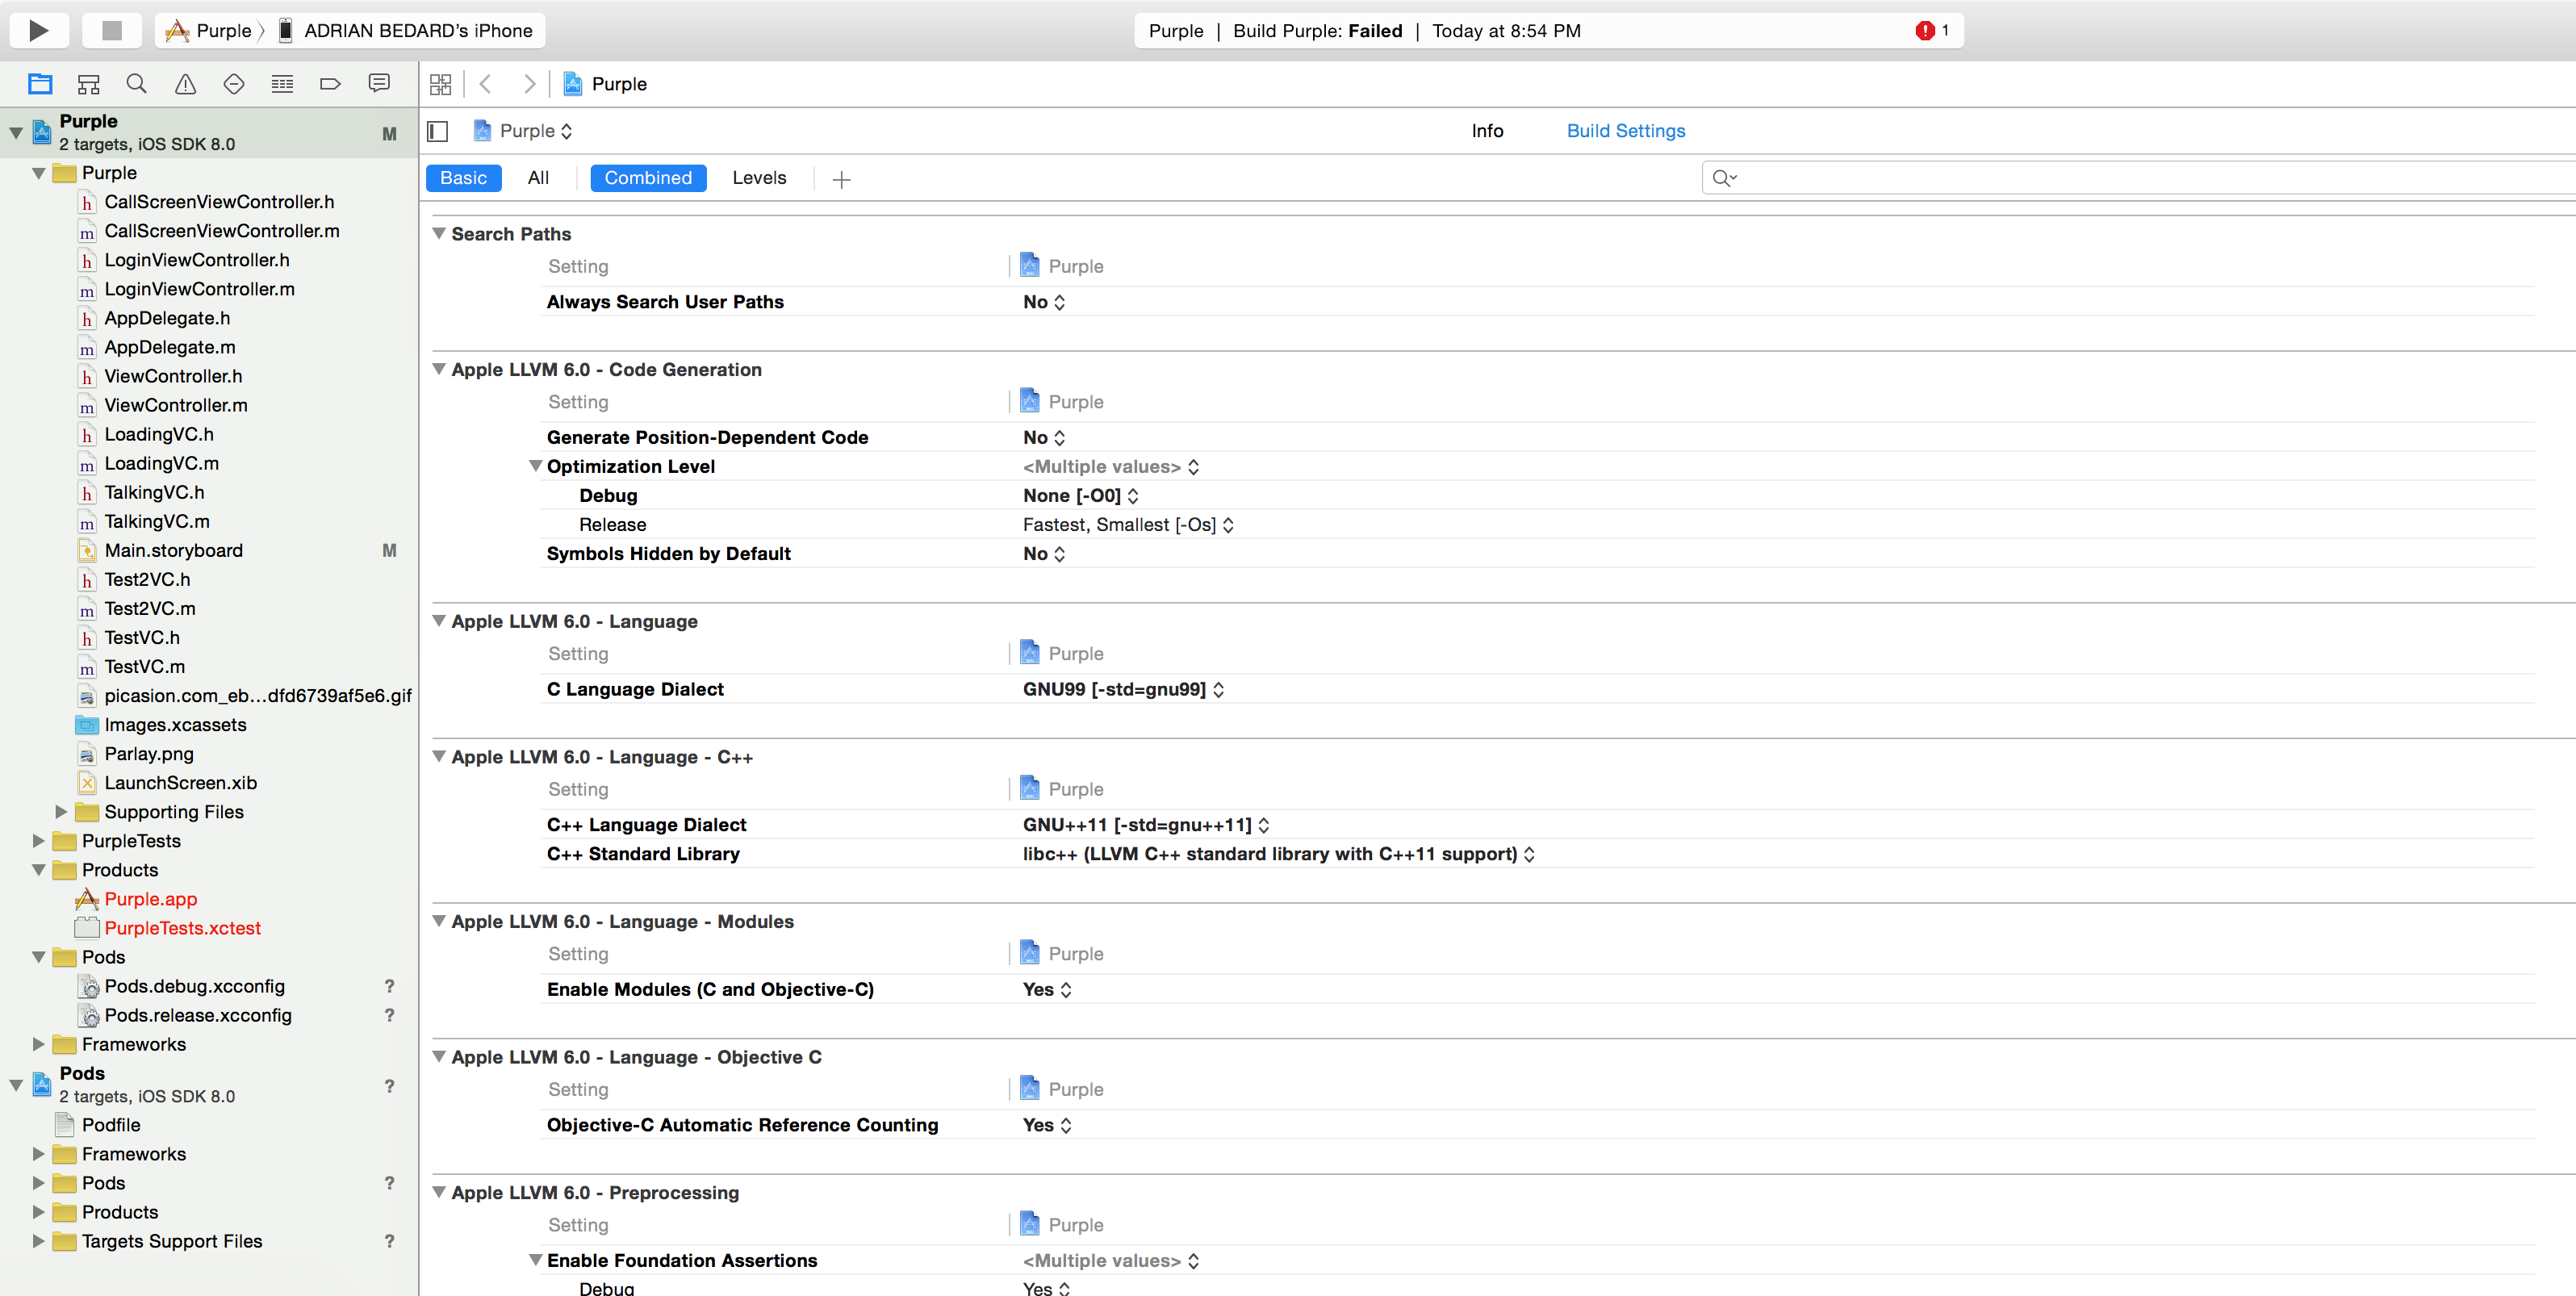 Purple
ADRIAN BEDARD's iPhone
Purple | Build Purple: Failed | Today at 8:54 PM
1
Purple
Purple
2 targets, iOS SDK 8.0
M
Purple
CallScreenViewController.h
CallScreenViewController.m
LoginViewController.h
LoginViewController.m
AppDelegate.h
AppDelegate.m
ViewController.h
ViewController.m
LoadingVC.h
LoadingVC.m
TalkingVC.h
TalkingVC.m
Main.storyboard M
Test2VC.h
Test2VC.m
TestVC.h
TestVC.m
picasion.com_eb...dfd6739af5e6.gif
Images.xcassets
Parlay.png
LaunchScreen.xib
Supporting Files
PurpleTests
Products
Purple.app
PurpleTests.xctest
Pods
Pods.debug.xcconfig ?
Pods.release.xcconfig ?
Frameworks
Pods
2 targets, iOS SDK 8.0
?
Podfile
Frameworks
Pods ?
Products
Targets Support Files ?
Purple Info Build Settings
Basic All Combined Levels
Search Paths
Setting Purple
Always Search User Paths No
Apple LLVM 6.0 - Code Generation
Setting Purple
Generate Position-Dependent Code No
Optimization Level <Multiple values>
Debug None [-O0]
Release Fastest, Smallest [-Os]
Symbols Hidden by Default No
Apple LLVM 6.0 - Language
Setting Purple
C Language Dialect GNU99 [-std=gnu99]
Apple LLVM 6.0 - Language - C++
Setting Purple
C++ Language Dialect GNU++11 [-std=gnu++11]
C++ Standard Library libc++ (LLVM C++ standard library with C++11 support)
Apple LLVM 6.0 - Language - Modules
Setting Purple
Enable Modules (C and Objective-C) Yes
Apple LLVM 6.0 - Language - Objective C
Setting Purple
Objective-C Automatic Reference Counting Yes
Apple LLVM 6.0 - Preprocessing
Setting Purple
Enable Foundation Assertions <Multiple values>
Debug Yes